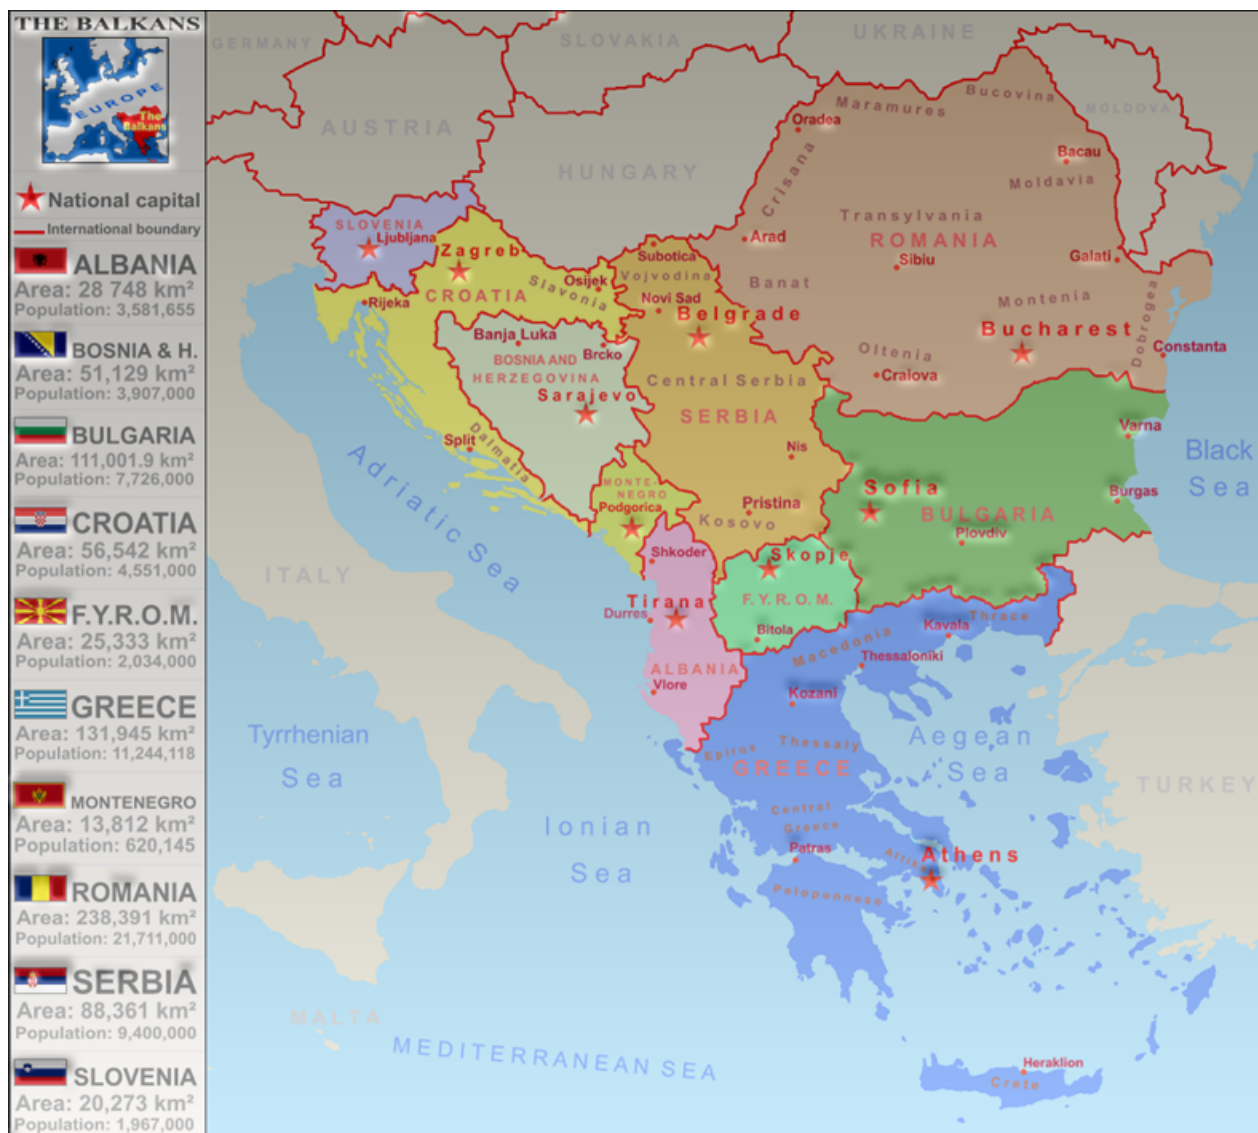 THE BALKANS
EUROPE
The
Balkans
National capital
International boundary
ALBANIA
Area: 28 748 km²
Population: 3,581,655
BOSNIA & H.
Area: 51,129 km²
Population: 3,907,000
BULGARIA
Area: 111,001.9 km²
Population: 7,726,000
CROATIA
Area: 56,542 km²
Population: 4,551,000
F.Y.R.O.M.
Area: 25,333 km²
Population: 2,034,000
GREECE
Area: 131,945 km²
Population: 11,244,118
MONTENEGRO
Area: 13,812 km²
Population: 620,145
ROMANIA
Area: 238,391 km²
Population: 21,711,000
SERBIA
Area: 88,361 km²
Population: 9,400,000
SLOVENIA
Area: 20,273 km²
Population: 1,967,000
GERMANY
SLOVAKIA
UKRAINE
MOLDOVA
AUSTRIA
HUNGARY
Maramures
Bucovina
Oradea
Crisana
Bacau
Moldavia
Transylvania
ROMANIA
Arad
Sibiu
Galati
Banat
Montenia
Dobrogea
Bucharest
Constanta
Oltenia
Craiova
SLOVENIA
Ljubljana
Zagreb
CROATIA
Rijeka
Slavonia
Osijek
Subotica
Vojvodina
Novi Sad
Belgrade
Banja Luka
Brcko
BOSNIA AND
HERZEGOVINA
Sarajevo
Central Serbia
SERBIA
Nis
Split
Dalmatia
MONTE-
NEGRO
Podgorica
Pristina
Kosovo
Sofia
BULGARIA
Plovdiv
Varna
Burgas
Black
Sea
Adriatic Sea
ITALY
Shkoder
Tirana
Durres
ALBANIA
Vlore
Skopje
F.Y.R.O.M.
Bitola
Macedonia
Thrace
Kavala
Thessaloniki
Kozani
Epirus
Thessaly
GREECE
Central
Greece
Patras
Attika
Athens
Peloponnese
Aegean
Sea
TURKEY
Tyrrhenian
Sea
Ionian
Sea
MALTA
MEDITERRANEAN SEA
Heraklion
Crete